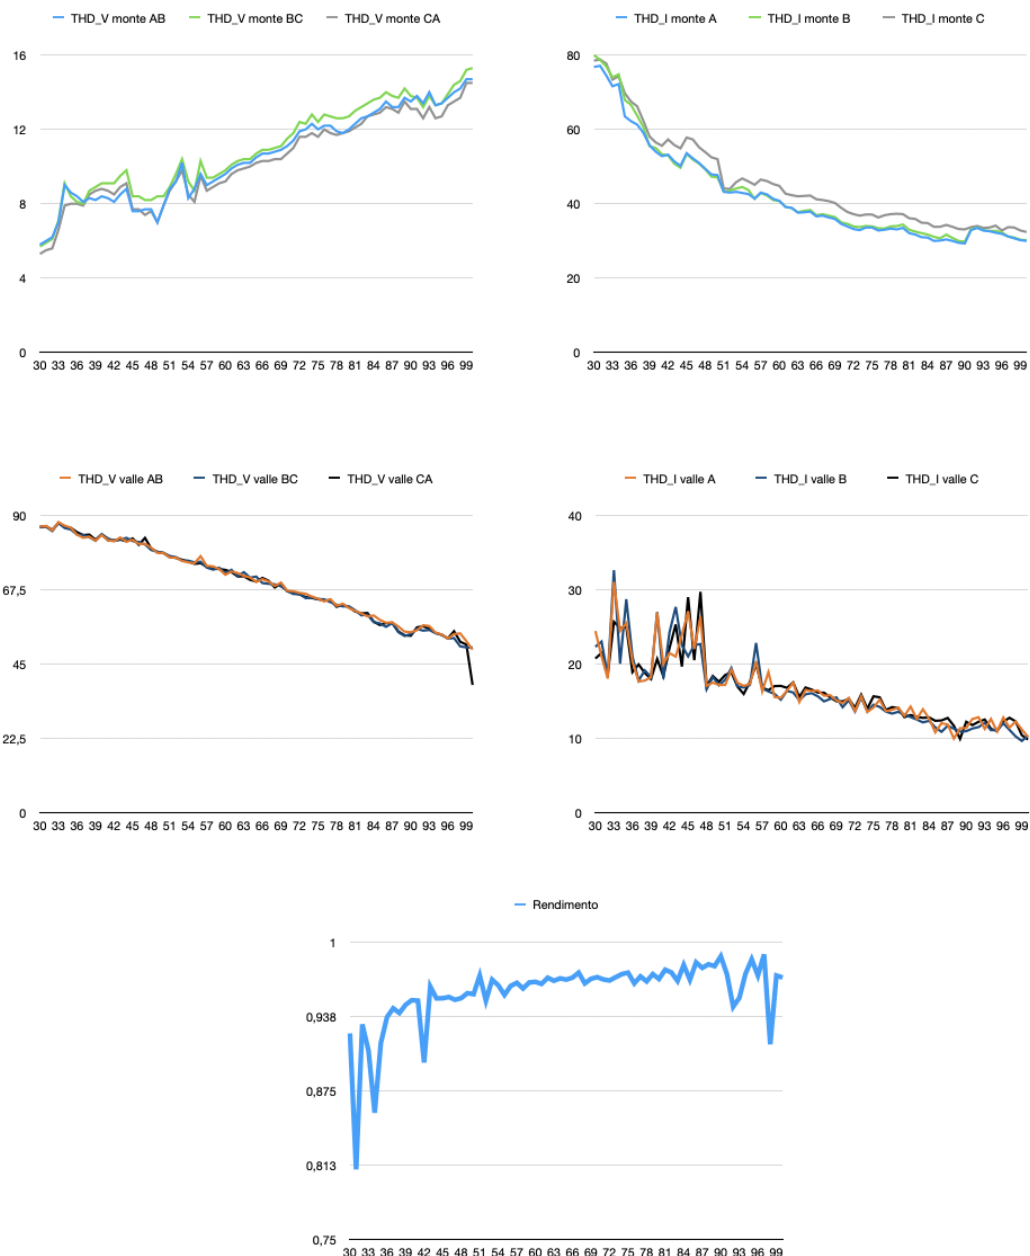 THD_V monte AB THD_V monte BC THD_V monte CA
16
12
8
4
0
30 33 36 39 42 45 48 51 54 57 60 63 66 69 72 75 78 81 84 87 90 93 96 99
THD_I monte A THD_I monte B THD_I monte C
80
60
40
20
0
30 33 36 39 42 45 48 51 54 57 60 63 66 69 72 75 78 81 84 87 90 93 96 99
THD_V valle AB THD_V valle BC THD_V valle CA
90
67,5
45
22,5
0
30 33 36 39 42 45 48 51 54 57 60 63 66 69 72 75 78 81 84 87 90 93 96 99
THD_I valle A THD_I valle B THD_I valle C
40
30
20
10
0
30 33 36 39 42 45 48 51 54 57 60 63 66 69 72 75 78 81 84 87 90 93 96 99
Rendimento
1
0,938
0,875
0,813
0,75
30 33 36 39 42 45 48 51 54 57 60 63 66 69 72 75 78 81 84 87 90 93 96 99